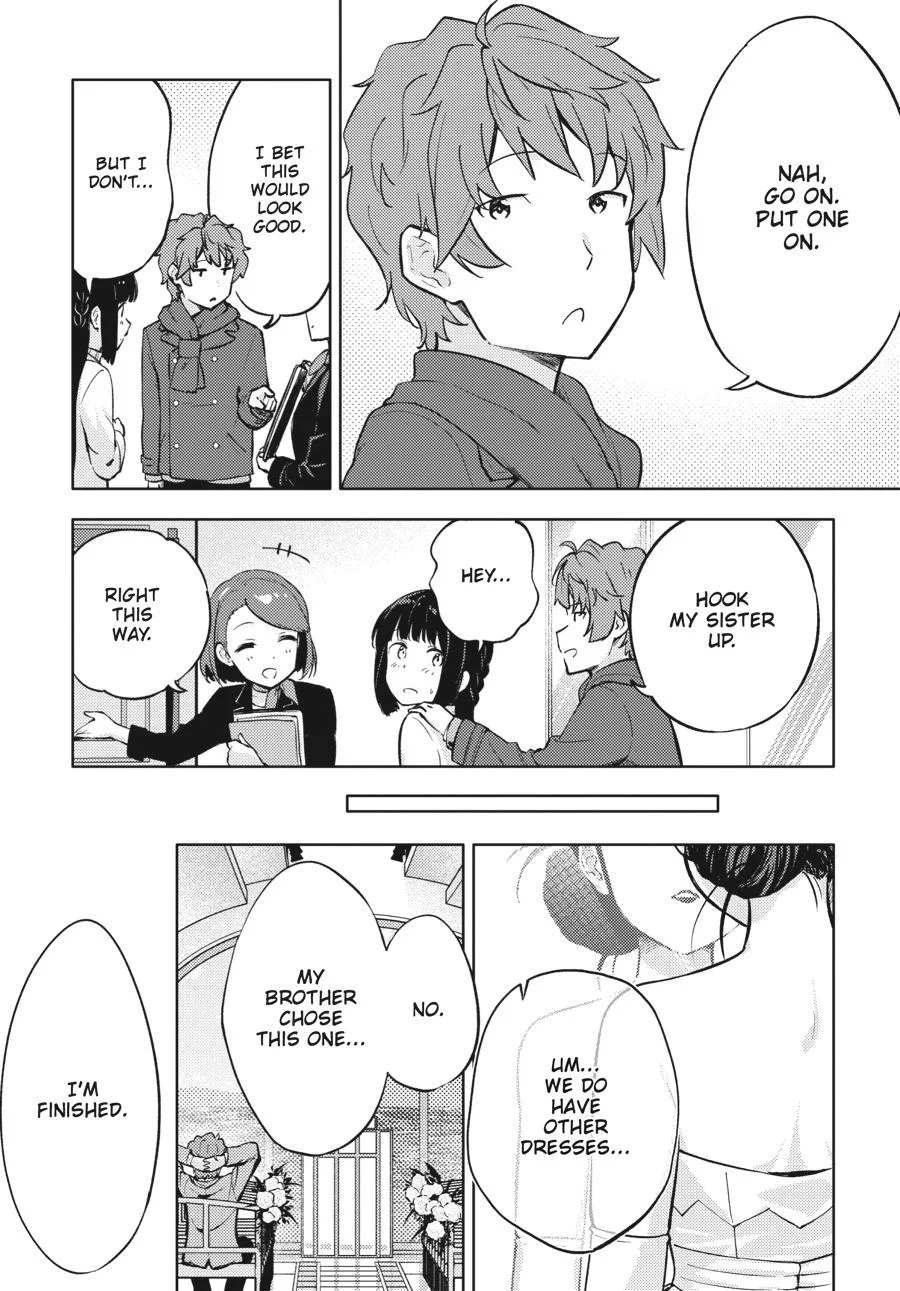 NAH,
GO ON.
PUT ONE
ON.
I BET
THIS
WOULD
LOOK
GOOD.
BUT I
DON'T...
HOOK
MY SISTER
UP.
HEY...
RIGHT
THIS
WAY.
UM...
WE DO
HAVE
OTHER
DRESSES...
NO.
MY
BROTHER
CHOSE
THIS ONE...
I'M
FINISHED.